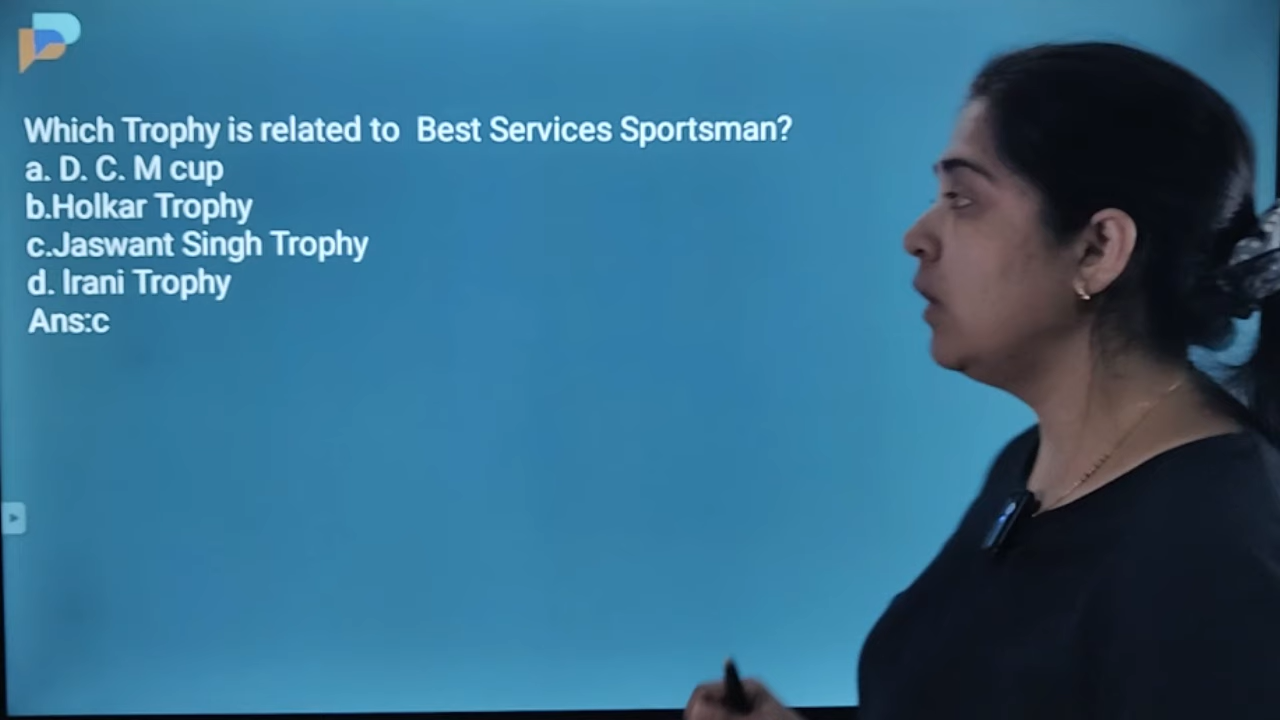 Which Trophy is related to Best Services Sportsman?
a. D. C. M cup
b.Holkar Trophy
c.Jaswant Singh Trophy
d. Irani Trophy
Ans:c